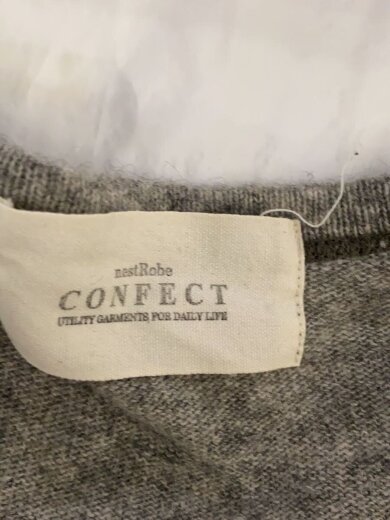 nestRobe
CONFECT
UTILITY GARMENTS FOR DAILY LIFE